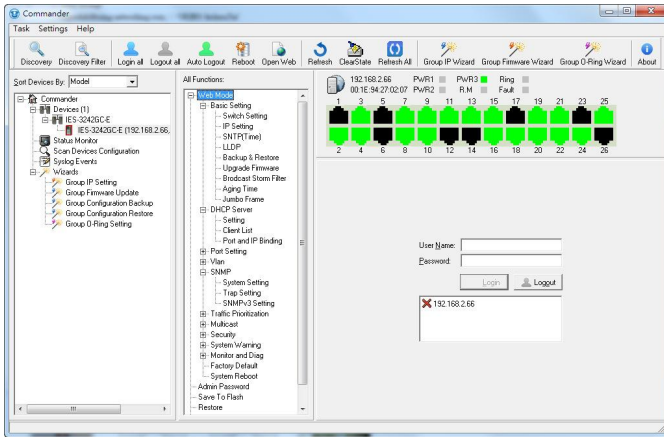 Commander
Task Settings Help
Discovery Discovery Filter Login all Logout all Auto Logout Reboot Open Web Refresh ClearState Refresh All Group IP Wizard Group Firmware Wizard Group O-Ring Wizard About
Sort Devices By: Model
Commander
Devices (1)
IES-3242GC-E
IES-3242GC-E (192.168.2.66,
Status Monitor
Scan Devices Configuration
Syslog Events
Wizards
Group IP Setting
Group Firmware Update
Group Configuration Backup
Group Configuration Restore
Group O-Ring Setting
All Functions:
Web Mode
Basic Setting
Switch Setting
IP Setting
SNTP(Time)
LLDP
Backup & Restore
Upgrade Firmware
Brodcast Storm Filter
Aging Time
Jumbo Frame
DHCP Server
Setting
Client List
Port and IP Binding
Port Setting
Vlan
SNMP
System Setting
Trap Setting
SNMPv3 Setting
Traffic Prioritization
Multicast
Security
System Warning
Monitor and Diag
Factory Default
System Reboot
Admin Password
Save To Flash
Restore
192.168.2.66 PWR1 PWR3 Ring
00:1E:94:27:02:07 PWR2 R.M Fault
1 3 5 7 9 11 13 15 17 19 21 23 25
2 4 6 8 10 12 14 16 18 20 22 24 26
User Name:
Password:
Login Logout
192.168.2.66